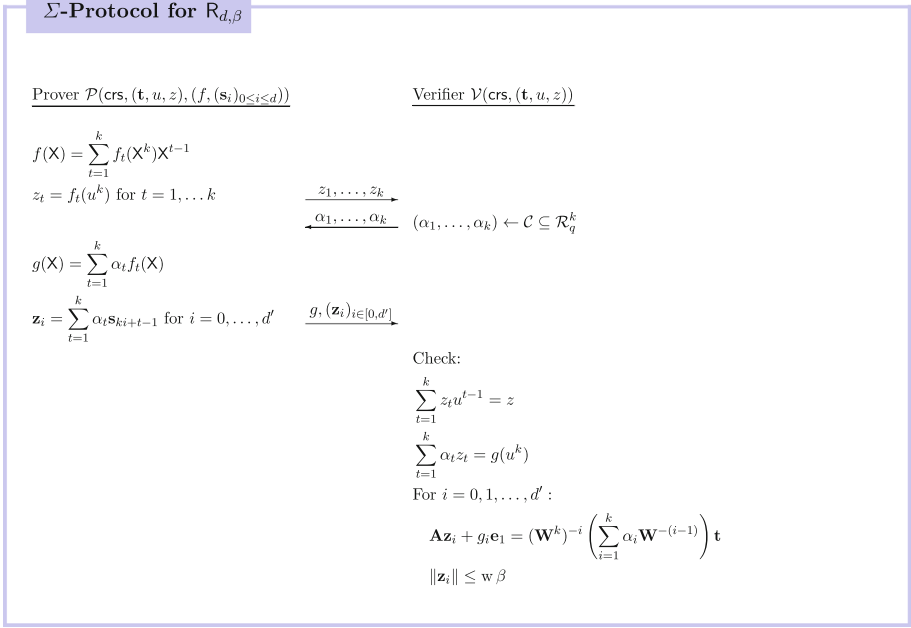 Σ-Protocol for R_{d,β}
Prover 𝒫(crs, (𝐭, u, z), (f, (𝐬_i)_{0≤i≤d})) Verifier 𝒱(crs, (𝐭, u, z))
f(X) = ∑_{t=1}^{k} f_t(X^k)X^{t−1}
z_t = f_t(u^k) for t = 1, … k z_1, … , z_k
α_1, … , α_k (α_1, … , α_k) ← 𝒞 ⊆ ℛ_q^k
g(X) = ∑_{t=1}^{k} α_t f_t(X)
𝐳_i = ∑_{t=1}^{k} α_t 𝐬_{ki+t−1} for i = 0, … , d′ g, (𝐳_i)_{i∈[0,d′]}
Check:
∑_{t=1}^{k} z_t u^{t−1} = z
∑_{t=1}^{k} α_t z_t = g(u^k)
For i = 0, 1, … , d′ :
𝐀𝐳_i + g_i 𝐞_1 = (𝐖^k)^{−i} (∑_{i=1}^{k} α_i 𝐖^{−(i−1)}) 𝐭
‖𝐳_i‖ ≤ w β